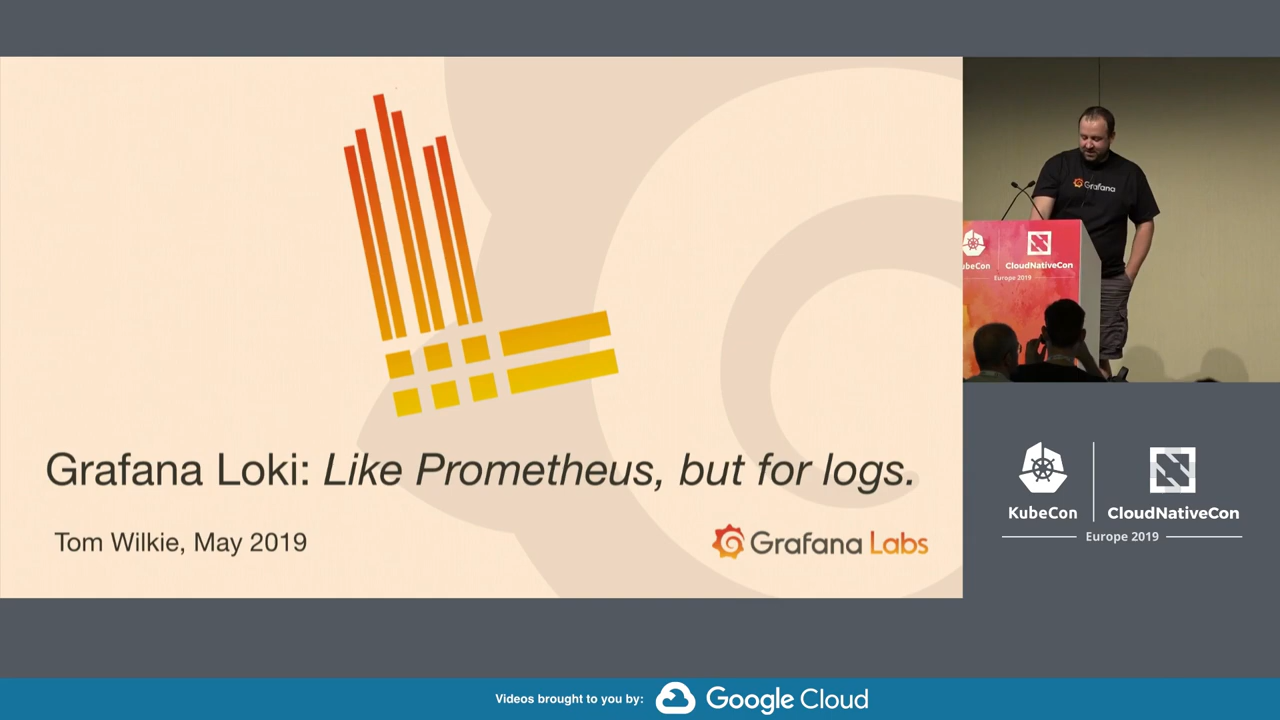 Grafana Loki: Like Prometheus, but for logs.
Tom Wilkie, May 2019
Grafana Labs
Grafana
ubeCon
CloudNativeCon
Europe 2019
KubeCon
CloudNativeCon
Europe 2019
Videos brought to you by:
Google Cloud